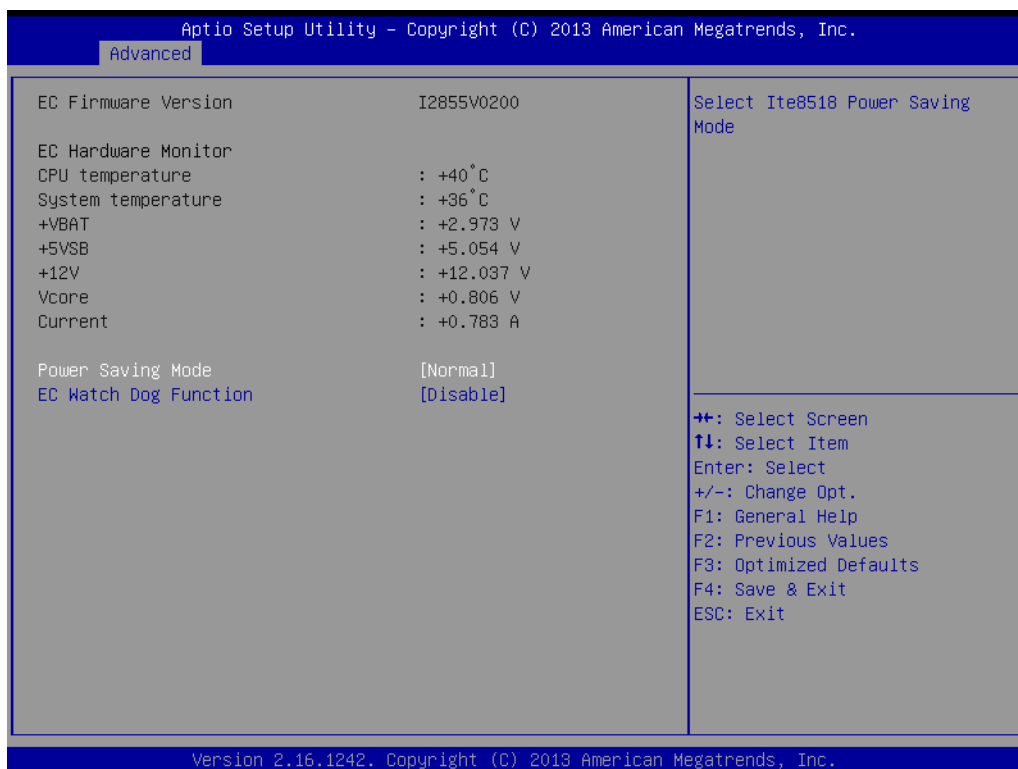 Aptio Setup Utility – Copyright (C) 2013 American Megatrends, Inc.
Advanced
EC Firmware Version I2855V0200
EC Hardware Monitor
CPU temperature : +40°C
System temperature : +36°C
+VBAT : +2.973 V
+5VSB : +5.054 V
+12V : +12.037 V
Vcore : +0.806 V
Current : +0.783 A
Power Saving Mode [Normal]
EC Watch Dog Function [Disable]
Select Ite8518 Power Saving
Mode
→←: Select Screen
↑↓: Select Item
Enter: Select
+/-: Change Opt.
F1: General Help
F2: Previous Values
F3: Optimized Defaults
F4: Save & Exit
ESC: Exit
Version 2.16.1242. Copyright (C) 2013 American Megatrends, Inc.